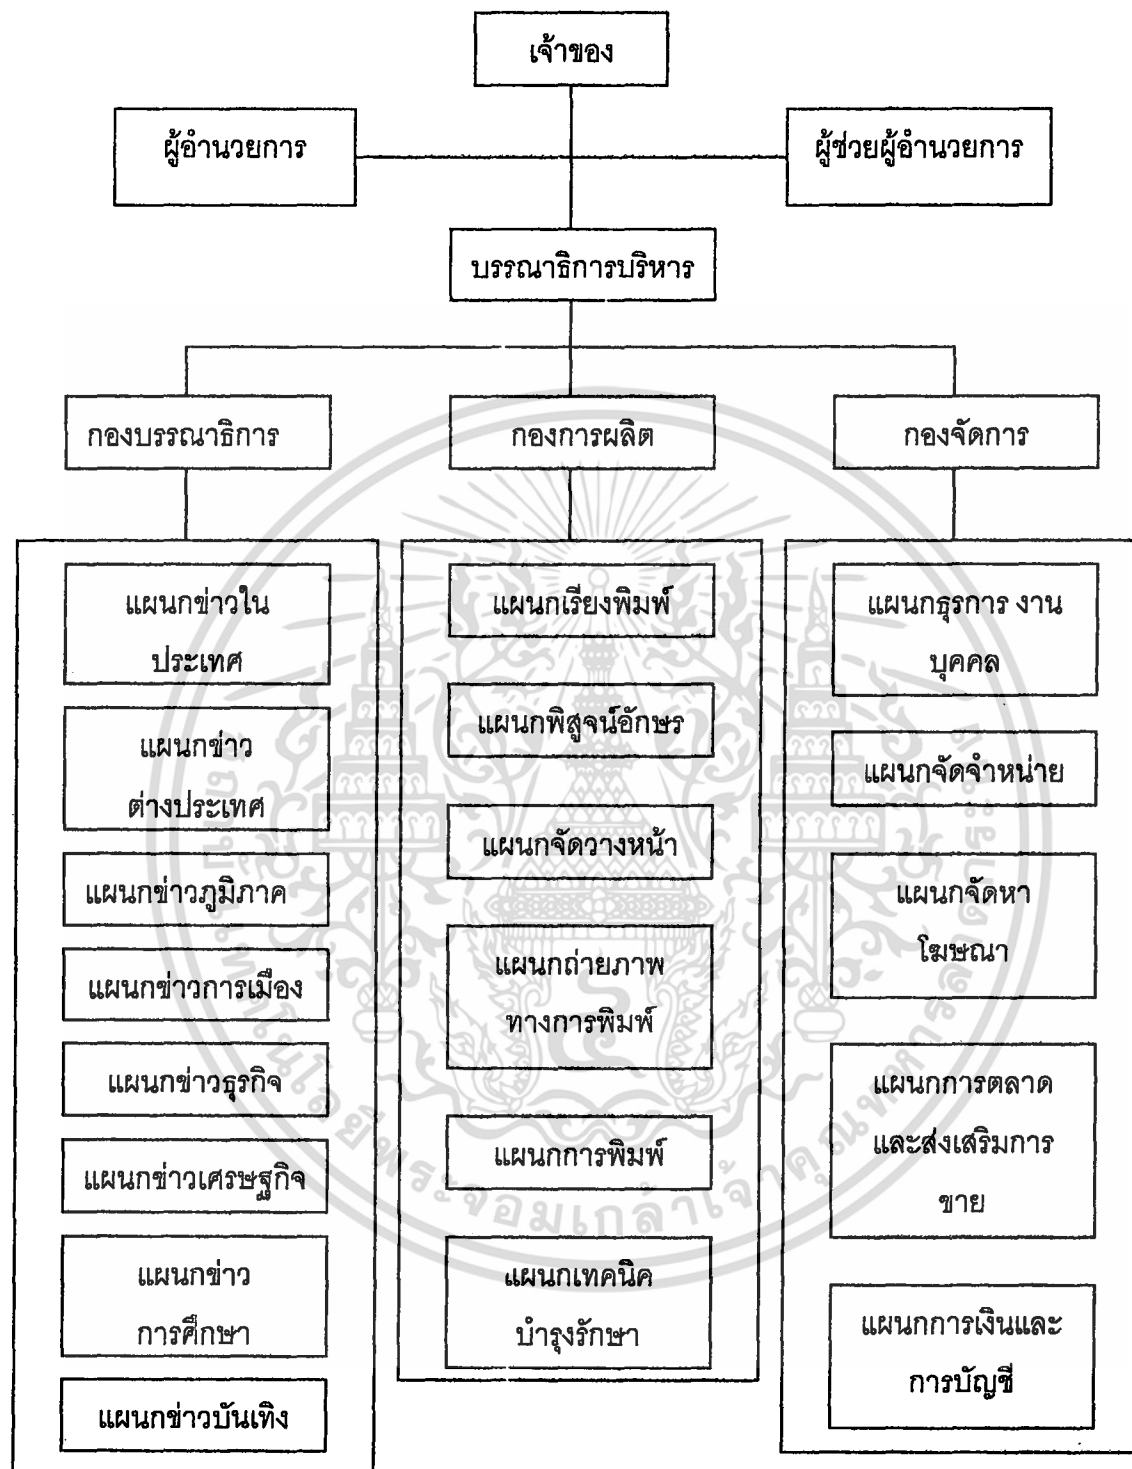 เจ้าของ
ผู้อำนวยการ
ผู้ช่วยผู้อำนวยการ
บรรณาธิการบริหาร
กองบรรณาธิการ
กองการผลิต
กองจัดการ
แผนกข่าวใน
ประเทศ
แผนกข่าว
ต่างประเทศ
แผนกข่าวภูมิภาค
แผนกข่าวการเมือง
แผนกข่าวธุรกิจ
แผนกข่าวเศรษฐกิจ
แผนกข่าว
การศึกษา
แผนกข่าวบันเทิง
แผนกเรียงพิมพ์
แผนกพิสูจน์อักษร
แผนกจัดวางหน้า
แผนกถ่ายภาพ
ทางการพิมพ์
แผนกการพิมพ์
แผนกเทคนิค
บำรุงรักษา
แผนกธุรการ งาน
บุคคล
แผนกจัดจำหน่าย
แผนกจัดหา
โฆษณา
แผนกการตลาด
และส่งเสริมการ
ขาย
แผนกการเงินและ
การบัญชี